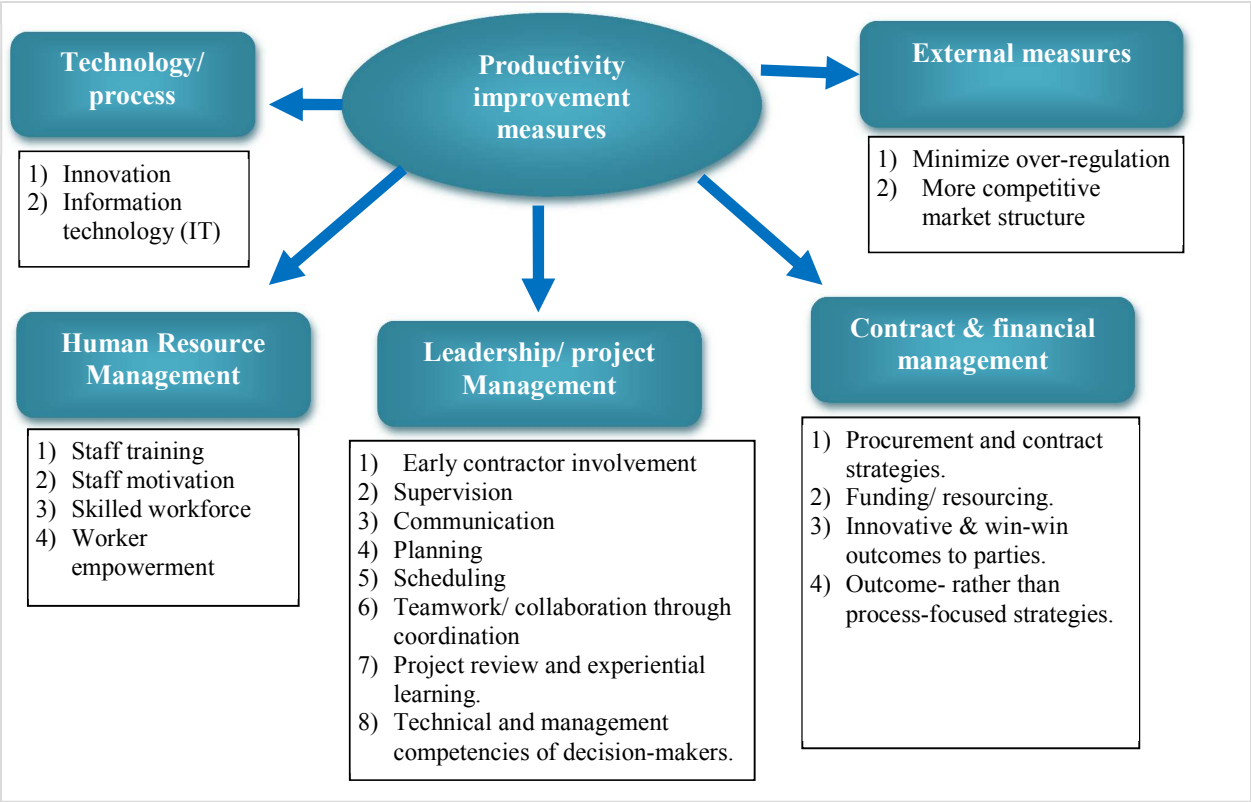 Productivity
improvement
measures
Technology/
process
1) Innovation
2) Information
technology (IT)
External measures
1) Minimize over-regulation
2) More competitive
market structure
Human Resource
Management
1) Staff training
2) Staff motivation
3) Skilled workforce
4) Worker
empowerment
Leadership/ project
Management
1) Early contractor involvement
2) Supervision
3) Communication
4) Planning
5) Scheduling
6) Teamwork/ collaboration through
coordination
7) Project review and experiential
learning.
8) Technical and management
competencies of decision-makers.
Contract & financial
management
1) Procurement and contract
strategies.
2) Funding/ resourcing.
3) Innovative & win-win
outcomes to parties.
4) Outcome- rather than
process-focused strategies.